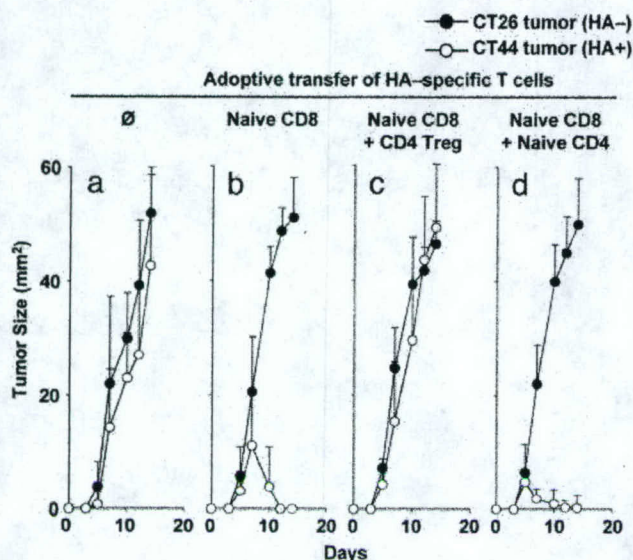 CT26 tumor (HA–)
CT44 tumor (HA+)
Adoptive transfer of HA–specific T cells
Ø
Naive CD8
Naive CD8
+ CD4 Treg
Naive CD8
+ Naive CD4
a
b
c
d
60
40
20
0
Tumor Size (mm²)
0 10 20 0 10 20 0 10 20 0 10 20
Days